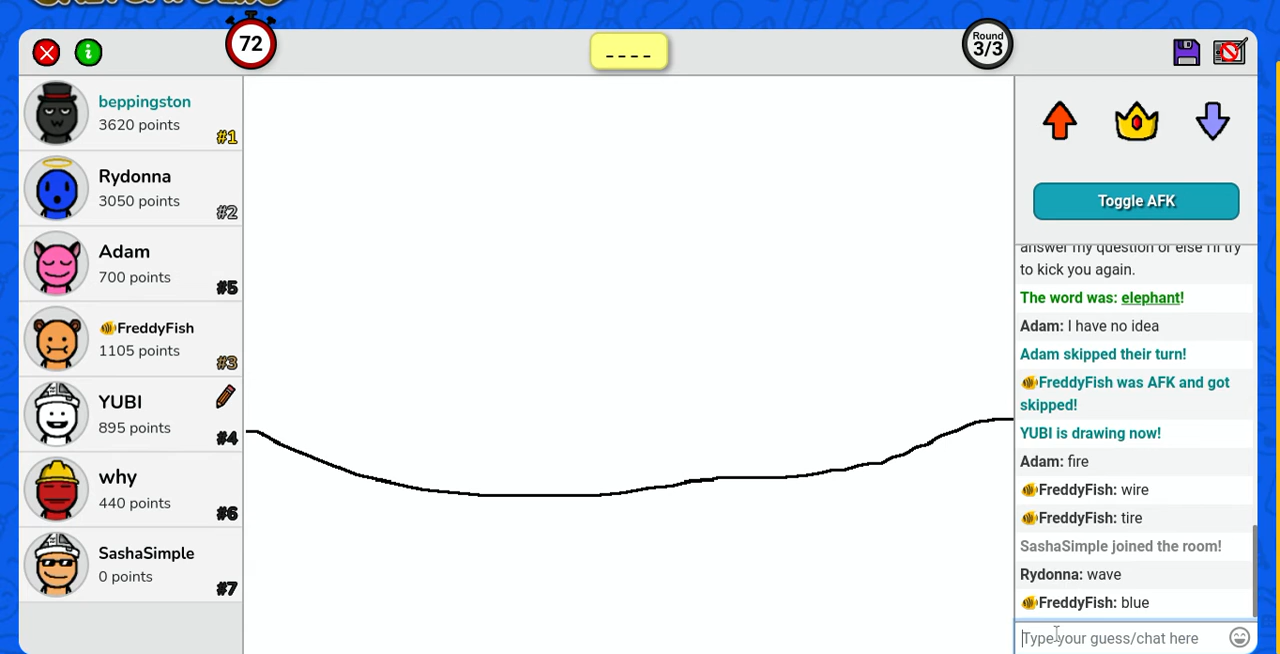 72
_ _ _ _
Round
3/3
beppingston
3620 points
#1
Rydonna
3050 points
#2
Adam
700 points
#5
FreddyFish
1105 points
#3
YUBI
895 points
#4
why
440 points
#6
SashaSimple
0 points
#7
Toggle AFK
answer my question or else I'll try
to kick you again.
The word was: elephant!
Adam: I have no idea
Adam skipped their turn!
FreddyFish was AFK and got
skipped!
YUBI is drawing now!
Adam: fire
FreddyFish: wire
FreddyFish: tire
SashaSimple joined the room!
Rydonna: wave
FreddyFish: blue
Type your guess/chat here